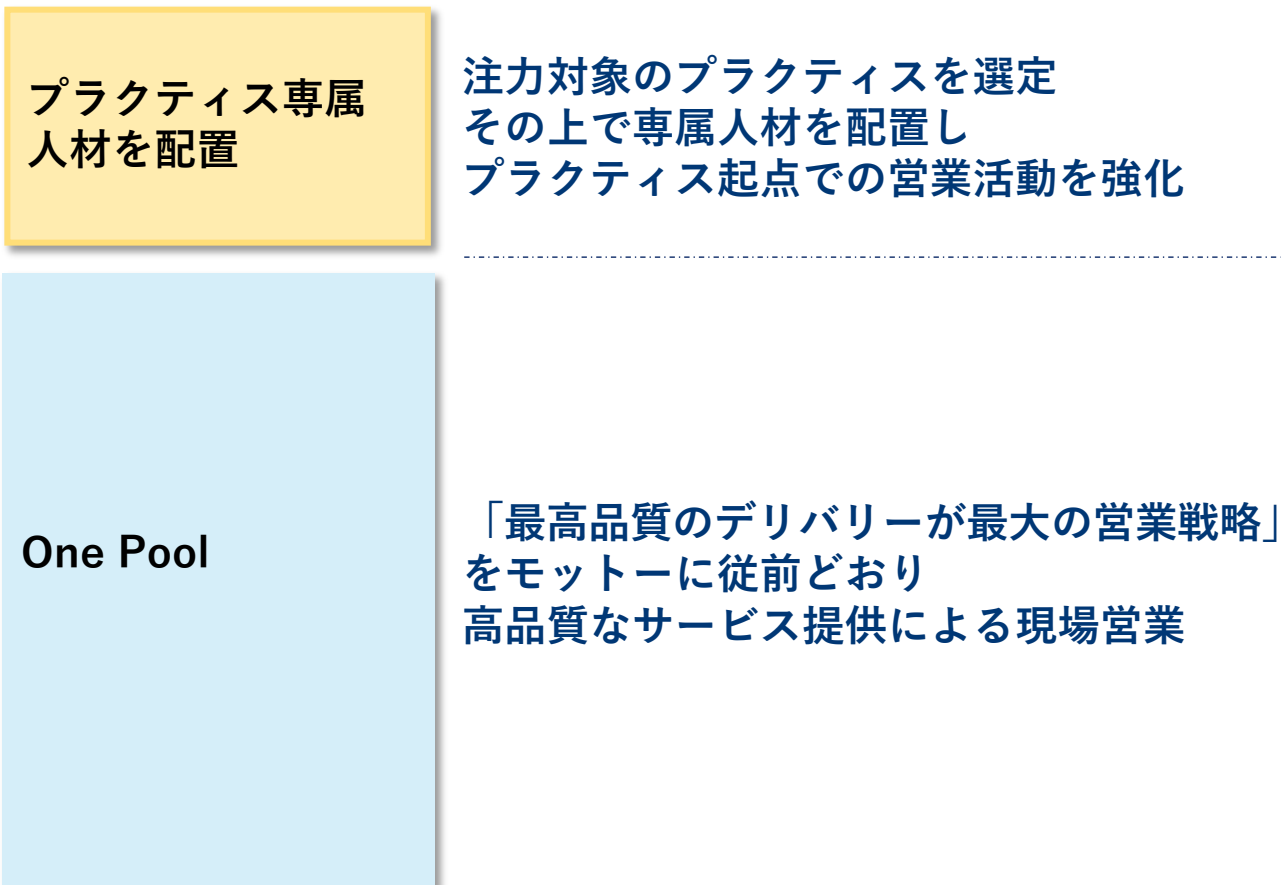 プラクティス専属
人材を配置
注力対象のプラクティスを選定
その上で専属人材を配置し
プラクティス起点での営業活動を強化
One Pool
「最高品質のデリバリーが最大の営業戦略」
をモットーに従前どおり
高品質なサービス提供による現場営業